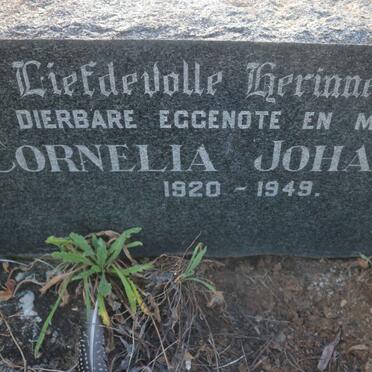 Liefdevolle Herinne
DIERBARE EGGENOTE EN M
CORNELIA JOHA
1920 - 1949.